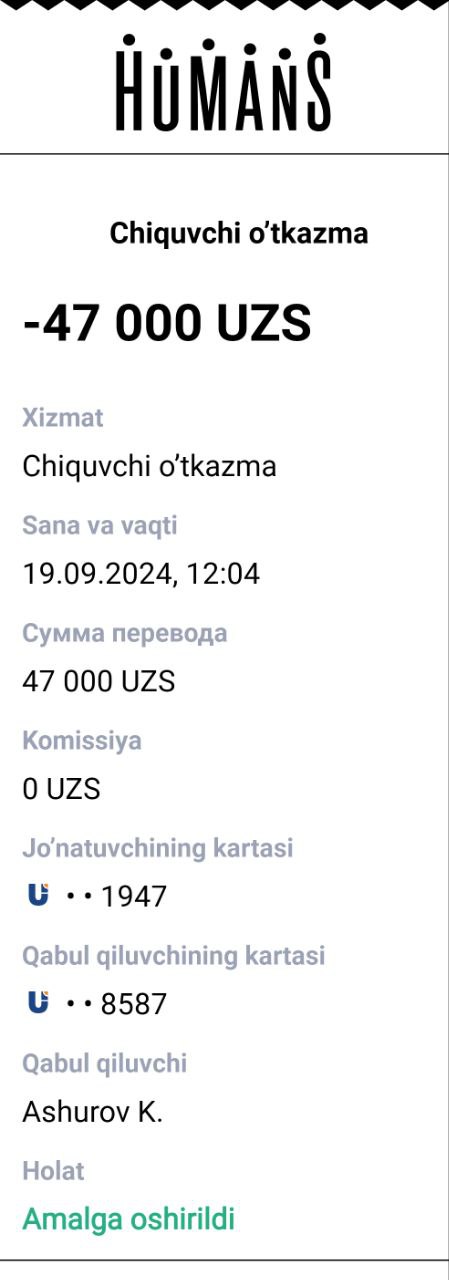 HUMANS
Chiquvchi o’tkazma
-47 000 UZS
Xizmat
Chiquvchi o’tkazma
Sana va vaqti
19.09.2024, 12:04
Сумма перевода
47 000 UZS
Komissiya
0 UZS
Jo’natuvchining kartasi
U • • 1947
Qabul qiluvchining kartasi
U • • 8587
Qabul qiluvchi
Ashurov K.
Holat
Amalga oshirildi